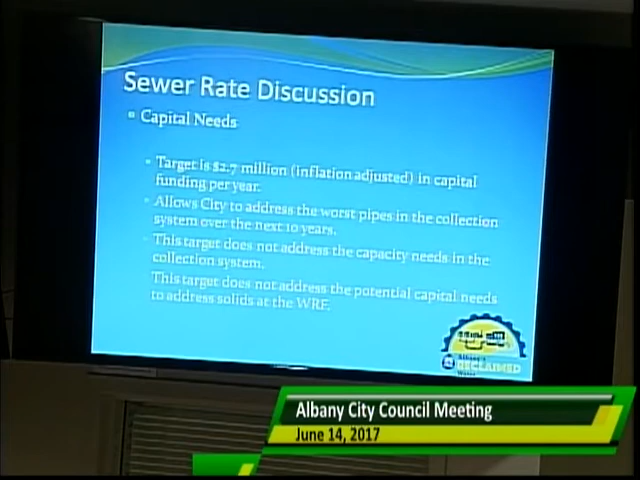 Sewer Rate Discussion
Capital Needs
Target is $2.7 million (inflation adjusted) in capital
funding per year.
Allows City to address the worst pipes in the collection
system over the next 10 years.
This target does not address the capacity needs in the
collection system.
This target does not address the potential capital needs
to address solids at the WRF.
Albany's
RECLAIMED
Albany City Council Meeting
June 14, 2017